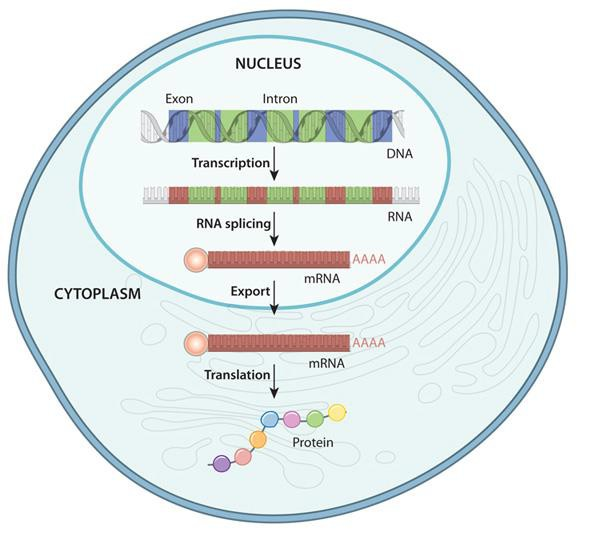 NUCLEUS
Exon
Intron
DNA
Transcription
RNA
RNA splicing
AAAA
mRNA
Export
CYTOPLASM
AAAA
mRNA
Translation
Protein